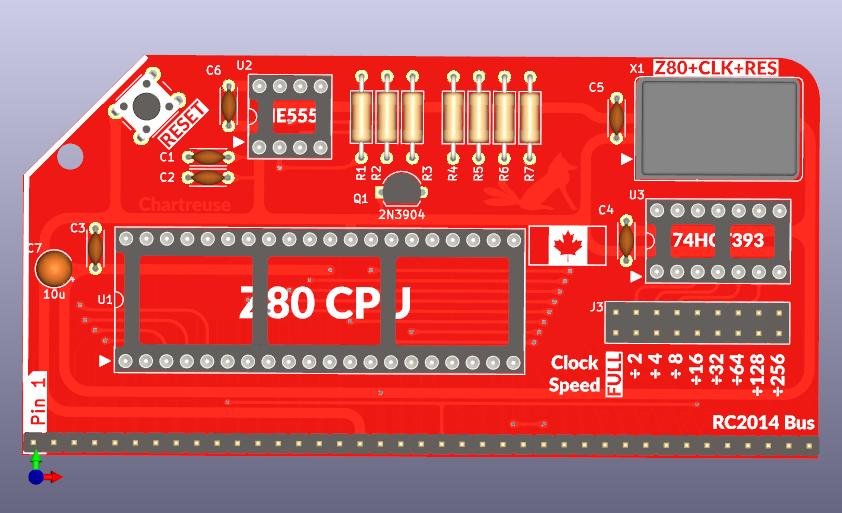 Z80+CLK+RES
X1
U2
C6
NE555
RESET
C5
C1
C2
R1
R2
R3
R4
R5
R6
R7
Q1
2N3904
Chartreuse
U3
C4
C3
C7
10u
U1
Z80 CPU
J3
Clock
Speed
FULL
÷2
÷4
÷8
÷16
÷32
÷64
÷128
÷256
Pin 1
RC2014 Bus